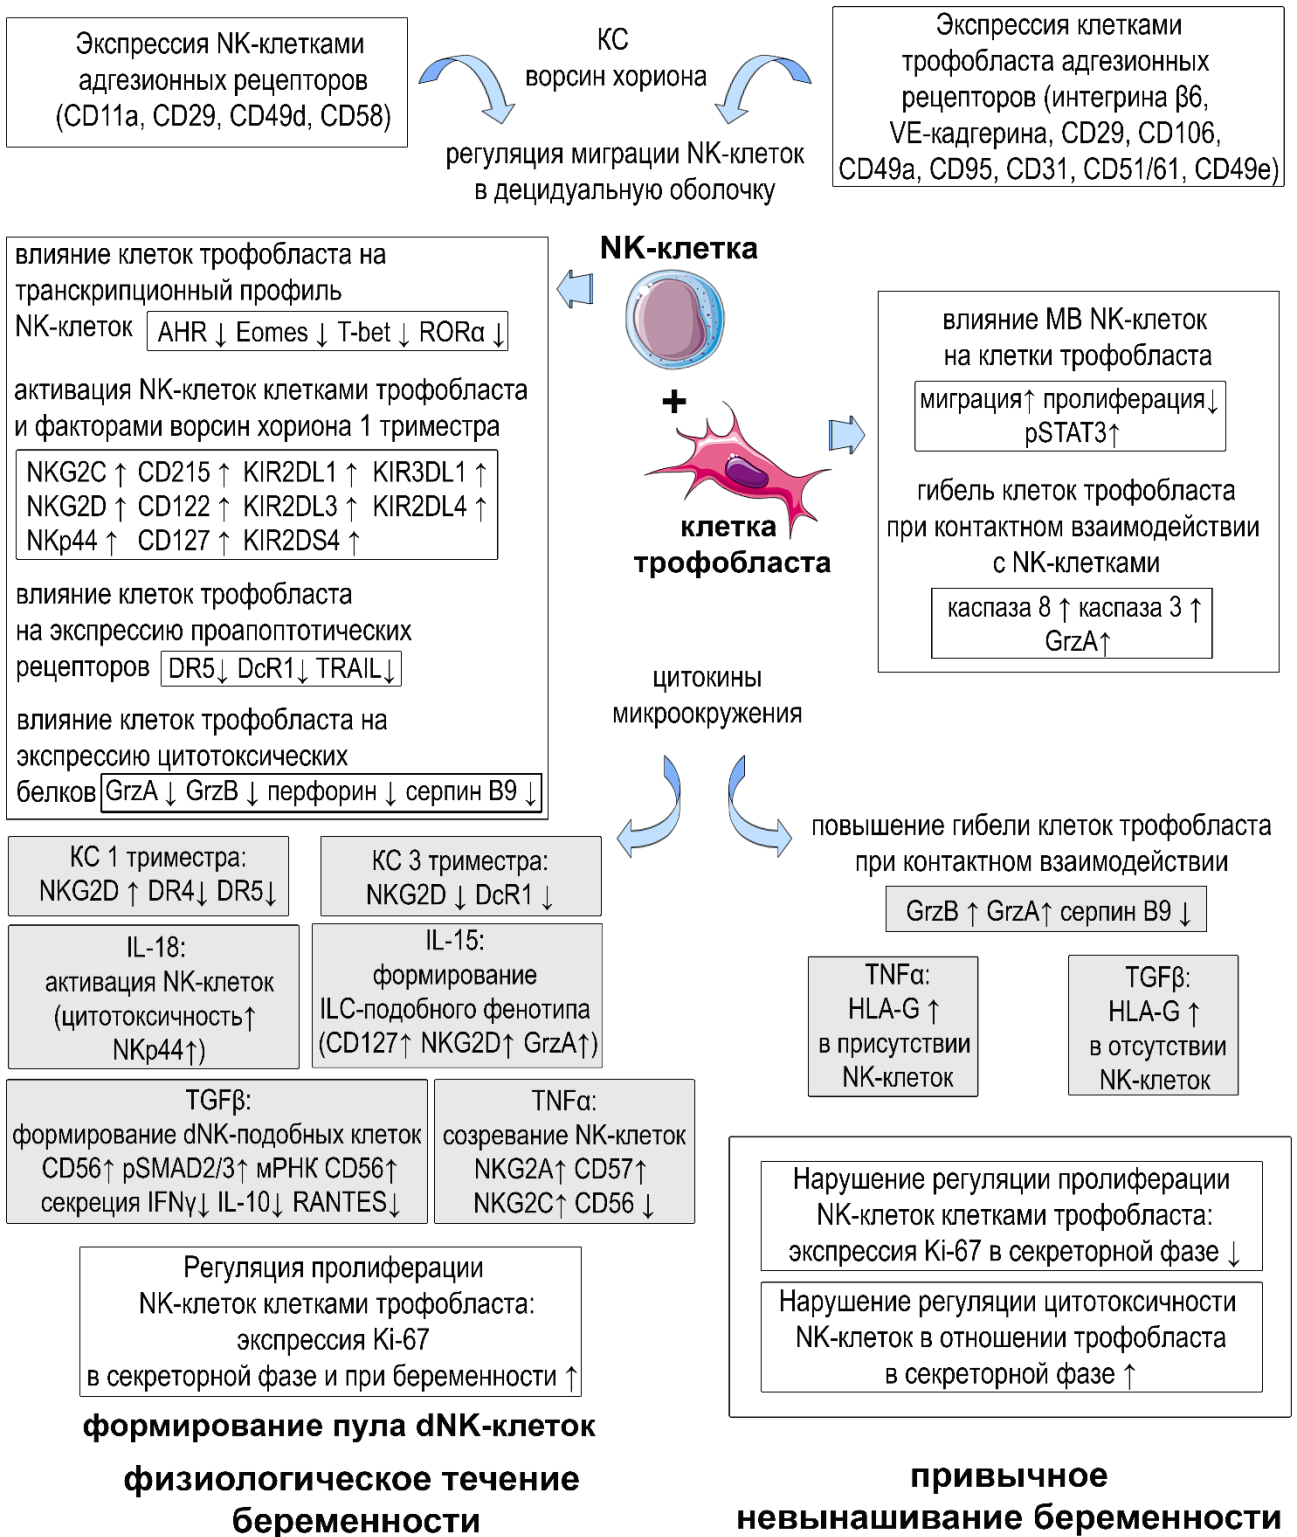 Экспрессия NK-клетками
адгезионных рецепторов
(CD11a, CD29, CD49d, CD58)
КС
ворсин хориона
Экспрессия клетками
трофобласта адгезионных
рецепторов (интегрина β6,
VE-кадгерина, CD29, CD106,
CD49a, CD95, CD31, CD51/61, CD49e)
регуляция миграции NK-клеток
в децидуальную оболочку
NK-клетка
+
клетка
трофобласта
влияние клеток трофобласта на
транскрипционный профиль
NK-клеток AHR ↓ Eomes ↓ T-bet ↓ RORα ↓
активация NK-клеток клетками трофобласта
и факторами ворсин хориона 1 триместра
NKG2C ↑ CD215 ↑ KIR2DL1 ↑ KIR3DL1 ↑
NKG2D ↑ CD122 ↑ KIR2DL3 ↑ KIR2DL4 ↑
NKp44 ↑ CD127 ↑ KIR2DS4 ↑
влияние клеток трофобласта
на экспрессию проапоптотических
рецепторов DR5↓ DcR1↓ TRAIL↓
влияние клеток трофобласта на
экспрессию цитотоксических
белков GrzA ↓ GrzB ↓ перфорин ↓ серпин B9 ↓
влияние МВ NK-клеток
на клетки трофобласта
миграция↑ пролиферация↓
pSTAT3↑
гибель клеток трофобласта
при контактном взаимодействии
с NK-клетками
каспаза 8 ↑ каспаза 3 ↑
GrzA↑
цитокины
микроокружения
КС 1 триместра:
NKG2D ↑ DR4↓ DR5↓
КС 3 триместра:
NKG2D ↓ DcR1 ↓
IL-18:
активация NK-клеток
(цитотоксичность↑
NKp44↑)
IL-15:
формирование
ILC-подобного фенотипа
(CD127↑ NKG2D↑ GrzA↑)
TGFβ:
формирование dNK-подобных клеток
CD56↑ pSMAD2/3↑ мРНК CD56↑
секреция IFNγ↓ IL-10↓ RANTES↓
TNFα:
созревание NK-клеток
NKG2A↑ CD57↑
NKG2C↑ CD56 ↓
повышение гибели клеток трофобласта
при контактном взаимодействии
GrzB ↑ GrzA↑ серпин B9 ↓
TNFα:
HLA-G ↑
в присутствии
NK-клеток
TGFβ:
HLA-G ↑
в отсутствии
NK-клеток
Регуляция пролиферации
NK-клеток клетками трофобласта:
экспрессия Ki-67
в секреторной фазе и при беременности ↑
Нарушение регуляции пролиферации
NK-клеток клетками трофобласта:
экспрессия Ki-67 в секреторной фазе ↓
Нарушение регуляции цитотоксичности
NK-клеток в отношении трофобласта
в секреторной фазе ↑
формирование пула dNK-клеток
физиологическое течение
беременности
привычное
невынашивание беременности